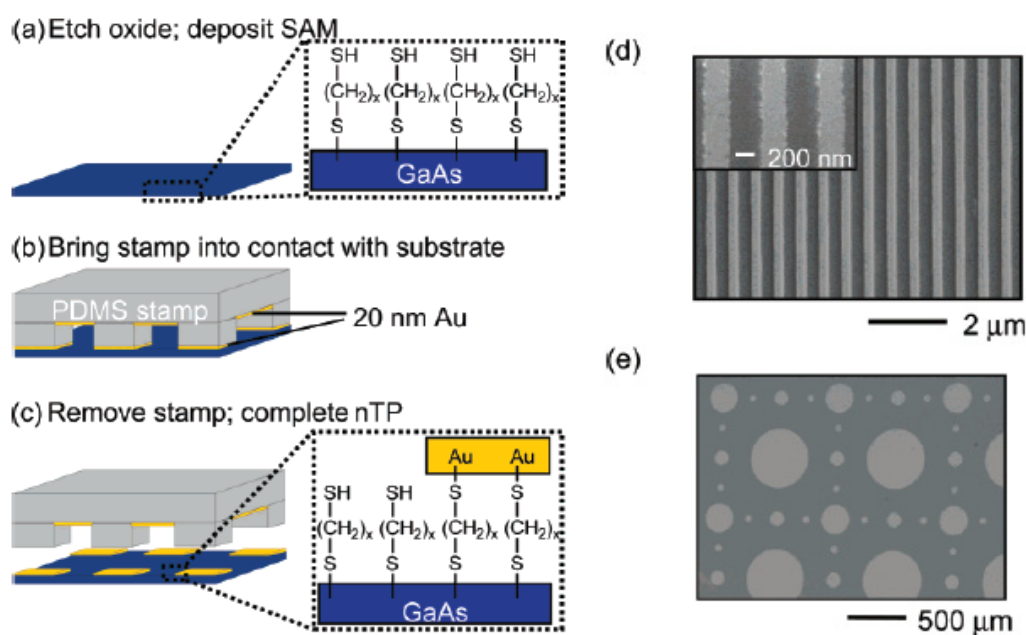 (a) Etch oxide; deposit SAM
SH SH SH SH
(CH₂)ₓ (CH₂)ₓ (CH₂)ₓ (CH₂)ₓ
S S S S
GaAs
(b) Bring stamp into contact with substrate
PDMS stamp
20 nm Au
(c) Remove stamp; complete nTP
Au Au
SH SH S S
(CH₂)ₓ (CH₂)ₓ (CH₂)ₓ (CH₂)ₓ
S S S S
GaAs
(d)
200 nm
2 μm
(e)
500 μm